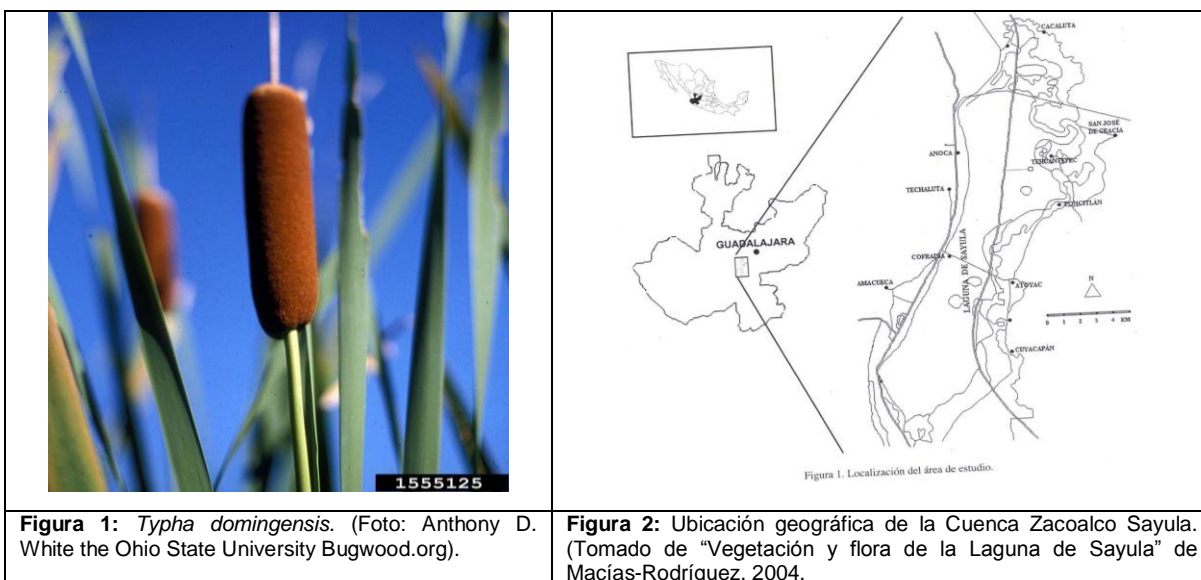 1555125
CACALUTA
SAN JOSÉ
DE GRACIA
ANOCA
TEHUANTEPEC
TECHALUTA
GUADALAJARA
COFRADIA
LAGUNA DE SAYULA
AMACUECA
ATOYAC
N
0 1 2 3 4 KM
CUYACAPÁN
Figura 1. Localización del área de estudio.
Figura 1: Typha domingensis. (Foto: Anthony D.
White the Ohio State University Bugwood.org).
Figura 2: Ubicación geográfica de la Cuenca Zacoalco Sayula.
(Tomado de “Vegetación y flora de la Laguna de Sayula” de
Macías-Rodríguez, 2004.